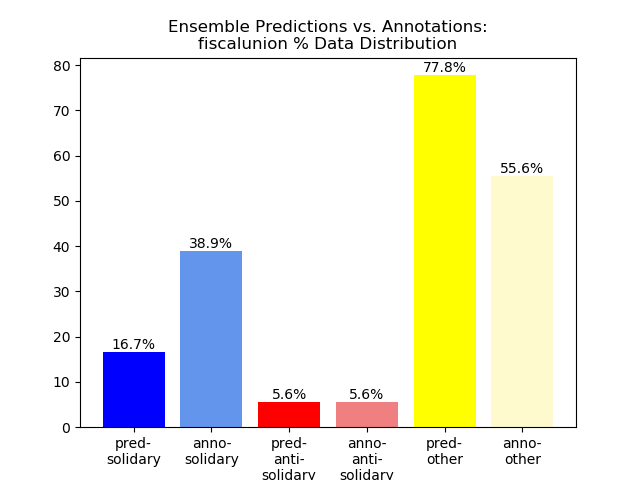 Ensemble Predictions vs. Annotations:
fiscalunion % Data Distribution
80
70
60
50
40
30
20
10
0
16.7%
38.9%
5.6%
5.6%
77.8%
55.6%
pred-
solidary
anno-
solidary
pred-
anti-
solidary
anno-
anti-
solidary
pred-
other
anno-
other